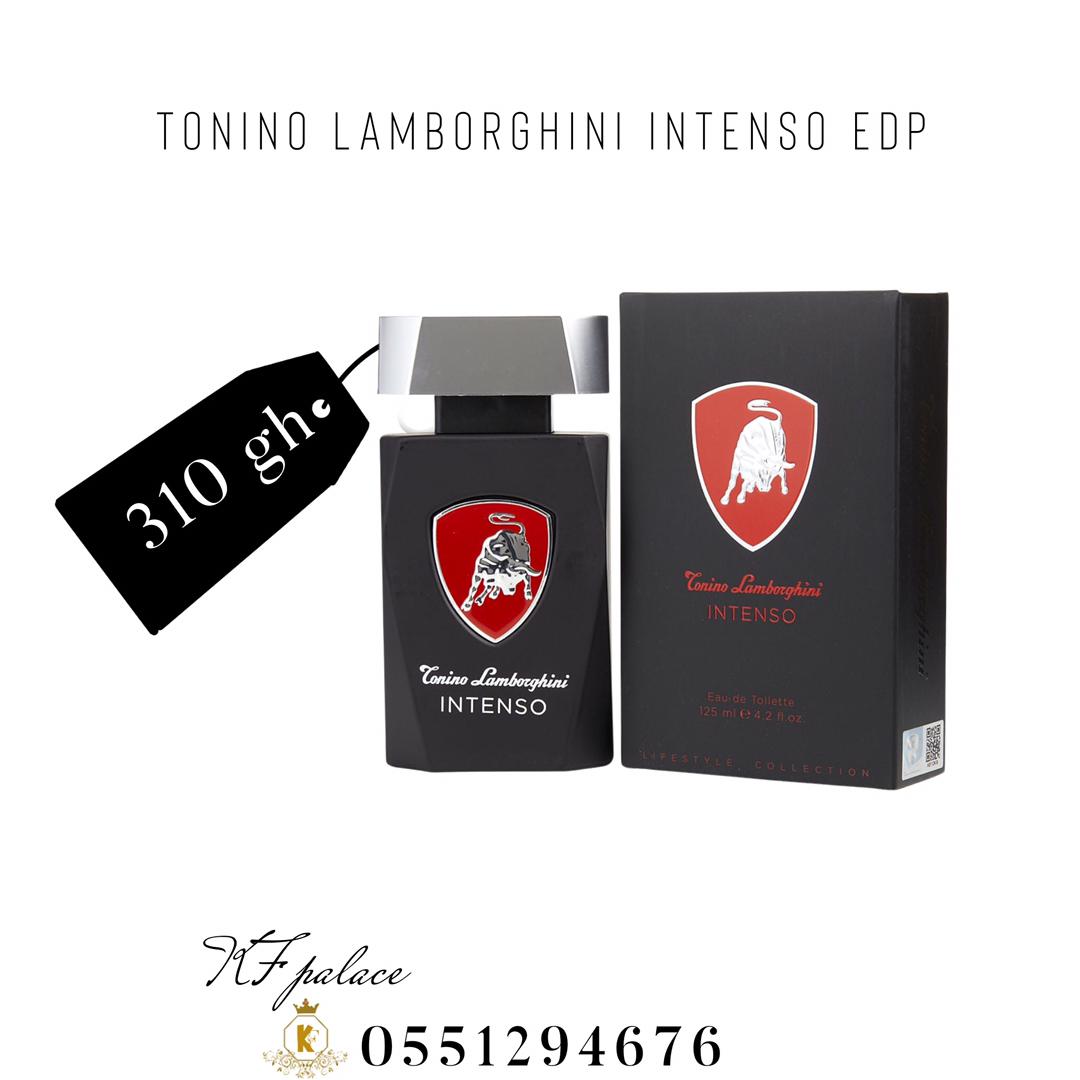 TONINO LAMBORGHINI INTENSO EDP
310 gh
Tonino Lamborghini
INTENSO
Tonino Lamborghini
INTENSO
Eau de Toilette
125 ml ℮ 4.2 fl.oz.
LIFESTYLE COLLECTION
KF palace
KF
0551294676